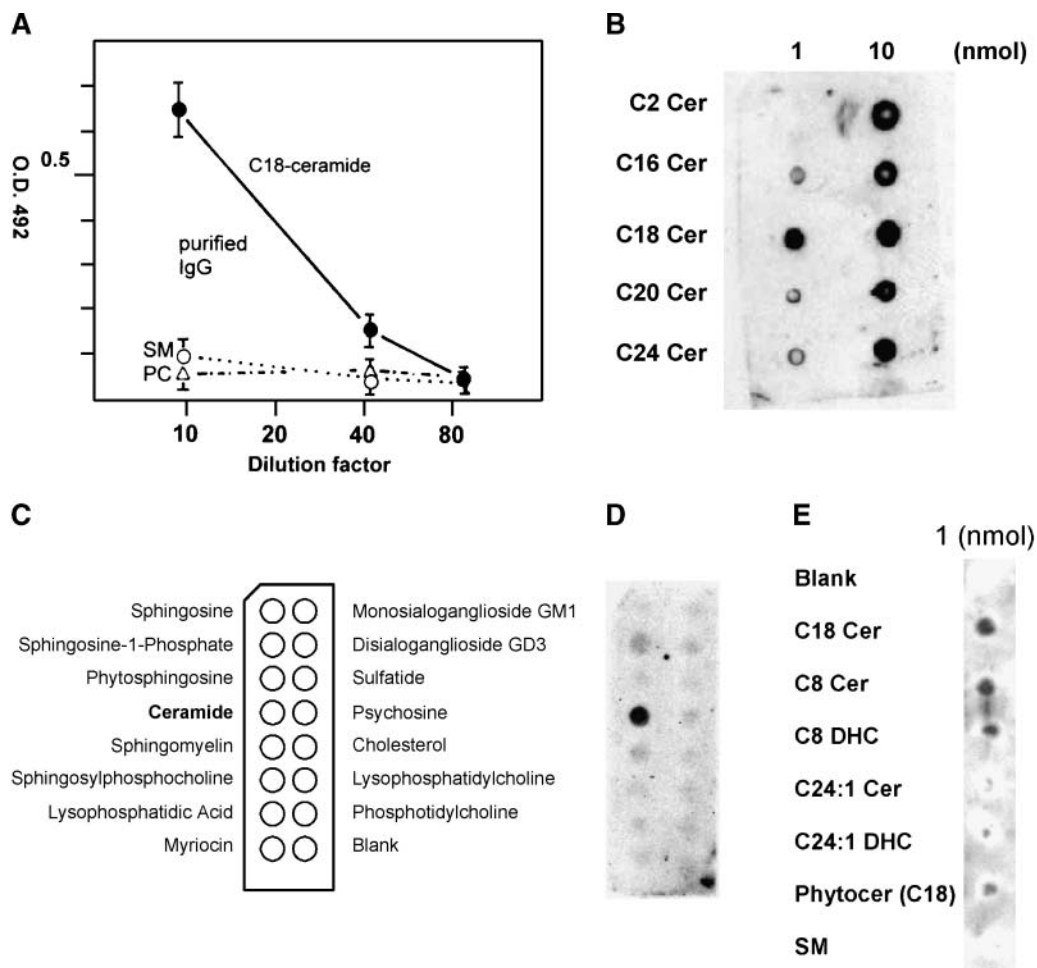 A
O.D. 492
0.5
C18-ceramide
purified
IgG
SM
PC
10 20 40 80
Dilution factor
B
1 10 (nmol)
C2 Cer
C16 Cer
C18 Cer
C20 Cer
C24 Cer
C
Sphingosine Monosialoganglioside GM1
Sphingosine-1-Phosphate Disialoganglioside GD3
Phytosphingosine Sulfatide
Ceramide Psychosine
Sphingomyelin Cholesterol
Sphingosylphosphocholine Lysophosphatidylcholine
Lysophosphatidic Acid Phosphotidylcholine
Myriocin Blank
D
E
1 (nmol)
Blank
C18 Cer
C8 Cer
C8 DHC
C24:1 Cer
C24:1 DHC
Phytocer (C18)
SM